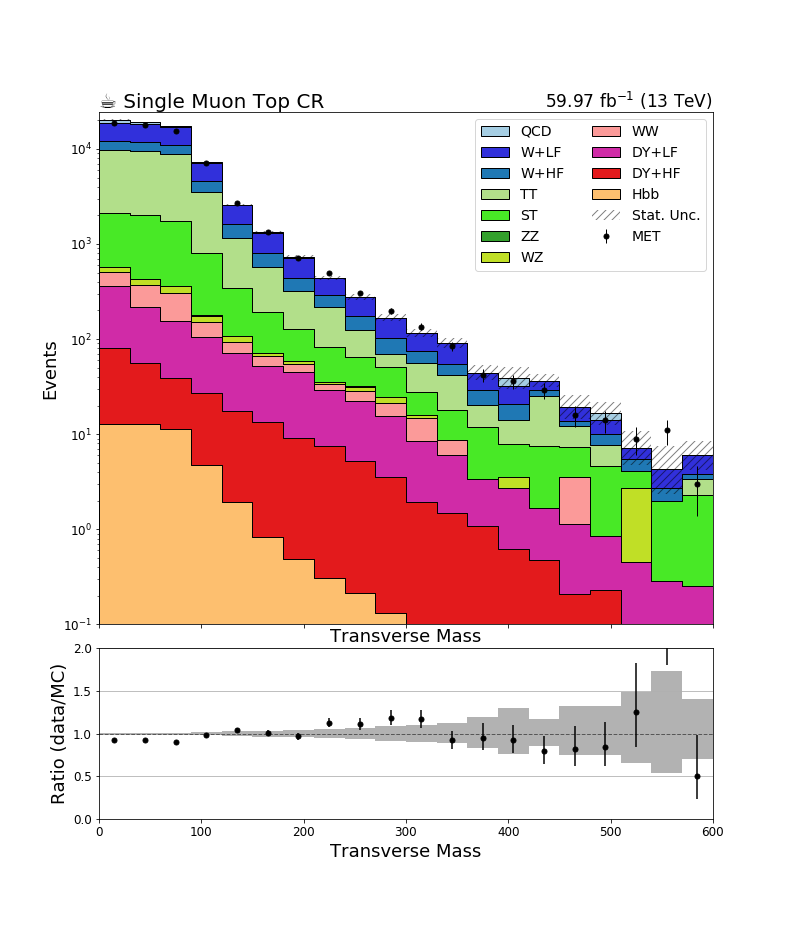 ☕ Single Muon Top CR
59.97 fb⁻¹ (13 TeV)
QCD
W+LF
W+HF
TT
ST
ZZ
WZ
WW
DY+LF
DY+HF
Hbb
Stat. Unc.
MET
Events
10⁴
10³
10²
10¹
10⁰
10⁻¹
Transverse Mass
Ratio (data/MC)
2.0
1.5
1.0
0.5
0.0
0 100 200 300 400 500 600
Transverse Mass